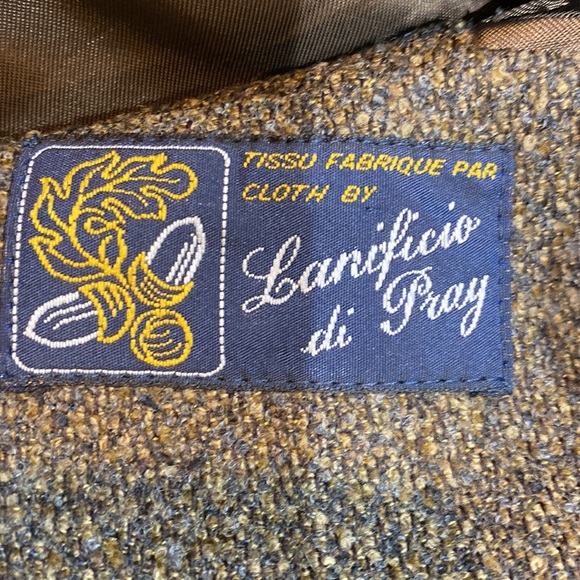 TISSU FABRIQUE PAR
CLOTH BY
Lanificio
di Pray